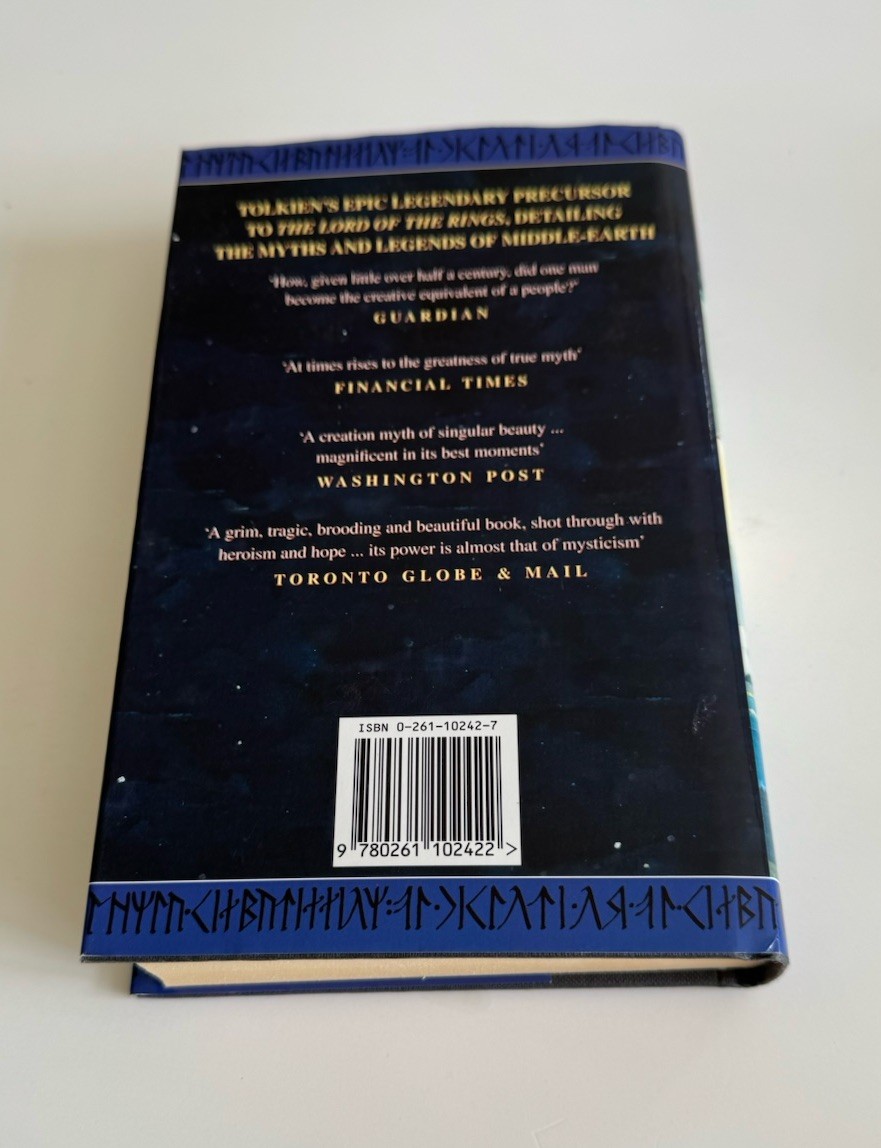 TOLKIEN'S EPIC LEGENDARY PRECURSOR
TO THE LORD OF THE RINGS, DETAILING
THE MYTHS AND LEGENDS OF MIDDLE-EARTH
'How, given little over half a century, did one man
become the creative equivalent of a people?'
GUARDIAN
'At times rises to the greatness of true myth'
FINANCIAL TIMES
'A creation myth of singular beauty ...
magnificent in its best moments'
WASHINGTON POST
'A grim, tragic, brooding and beautiful book, shot through with
heroism and hope ... its power is almost that of mysticism'
TORONTO GLOBE & MAIL
ISBN 0-261-10242-7
9 780261 102422 >